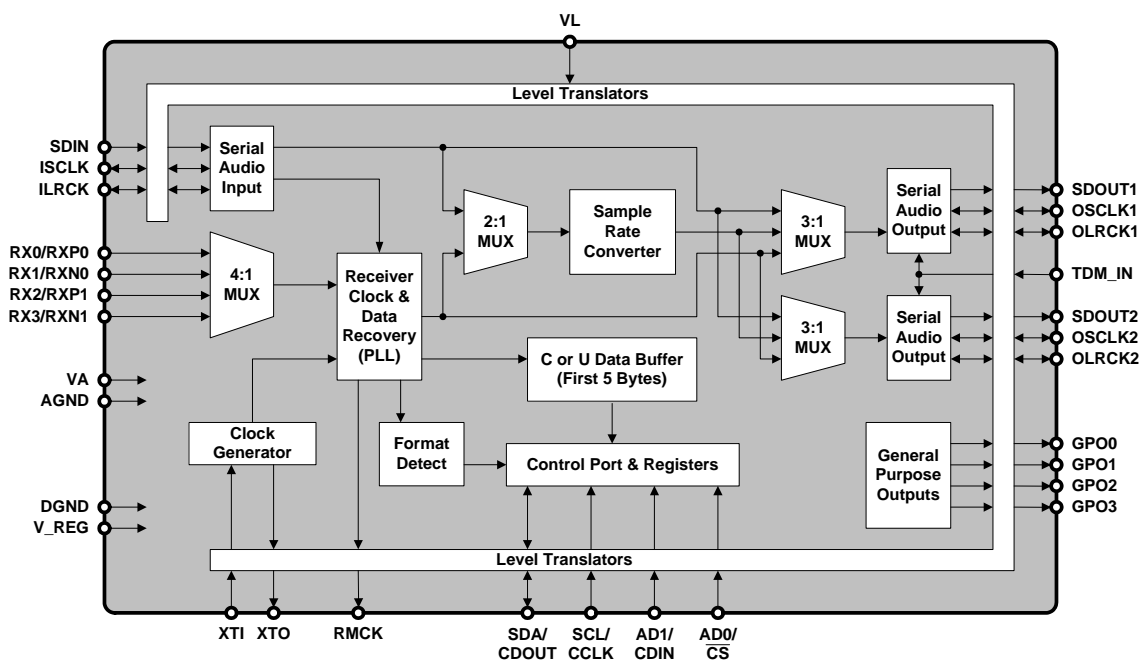 VL
Level Translators
SDIN
ISCLK
ILRCK
Serial
Audio
Input
2:1
MUX
Sample
Rate
Converter
3:1
MUX
Serial
Audio
Output
SDOUT1
OSCLK1
OLRCK1
RX0/RXP0
RX1/RXN0
RX2/RXP1
RX3/RXN1
4:1
MUX
Receiver
Clock &
Data
Recovery
(PLL)
TDM_IN
3:1
MUX
Serial
Audio
Output
SDOUT2
OSCLK2
OLRCK2
C or U Data Buffer
(First 5 Bytes)
VA
AGND
Clock
Generator
Format
Detect
Control Port & Registers
General
Purpose
Outputs
GPO0
GPO1
GPO2
GPO3
DGND
V_REG
Level Translators
XTI
XTO
RMCK
SDA/
CDOUT
SCL/
CCLK
AD1/
CDIN
AD0/
CS